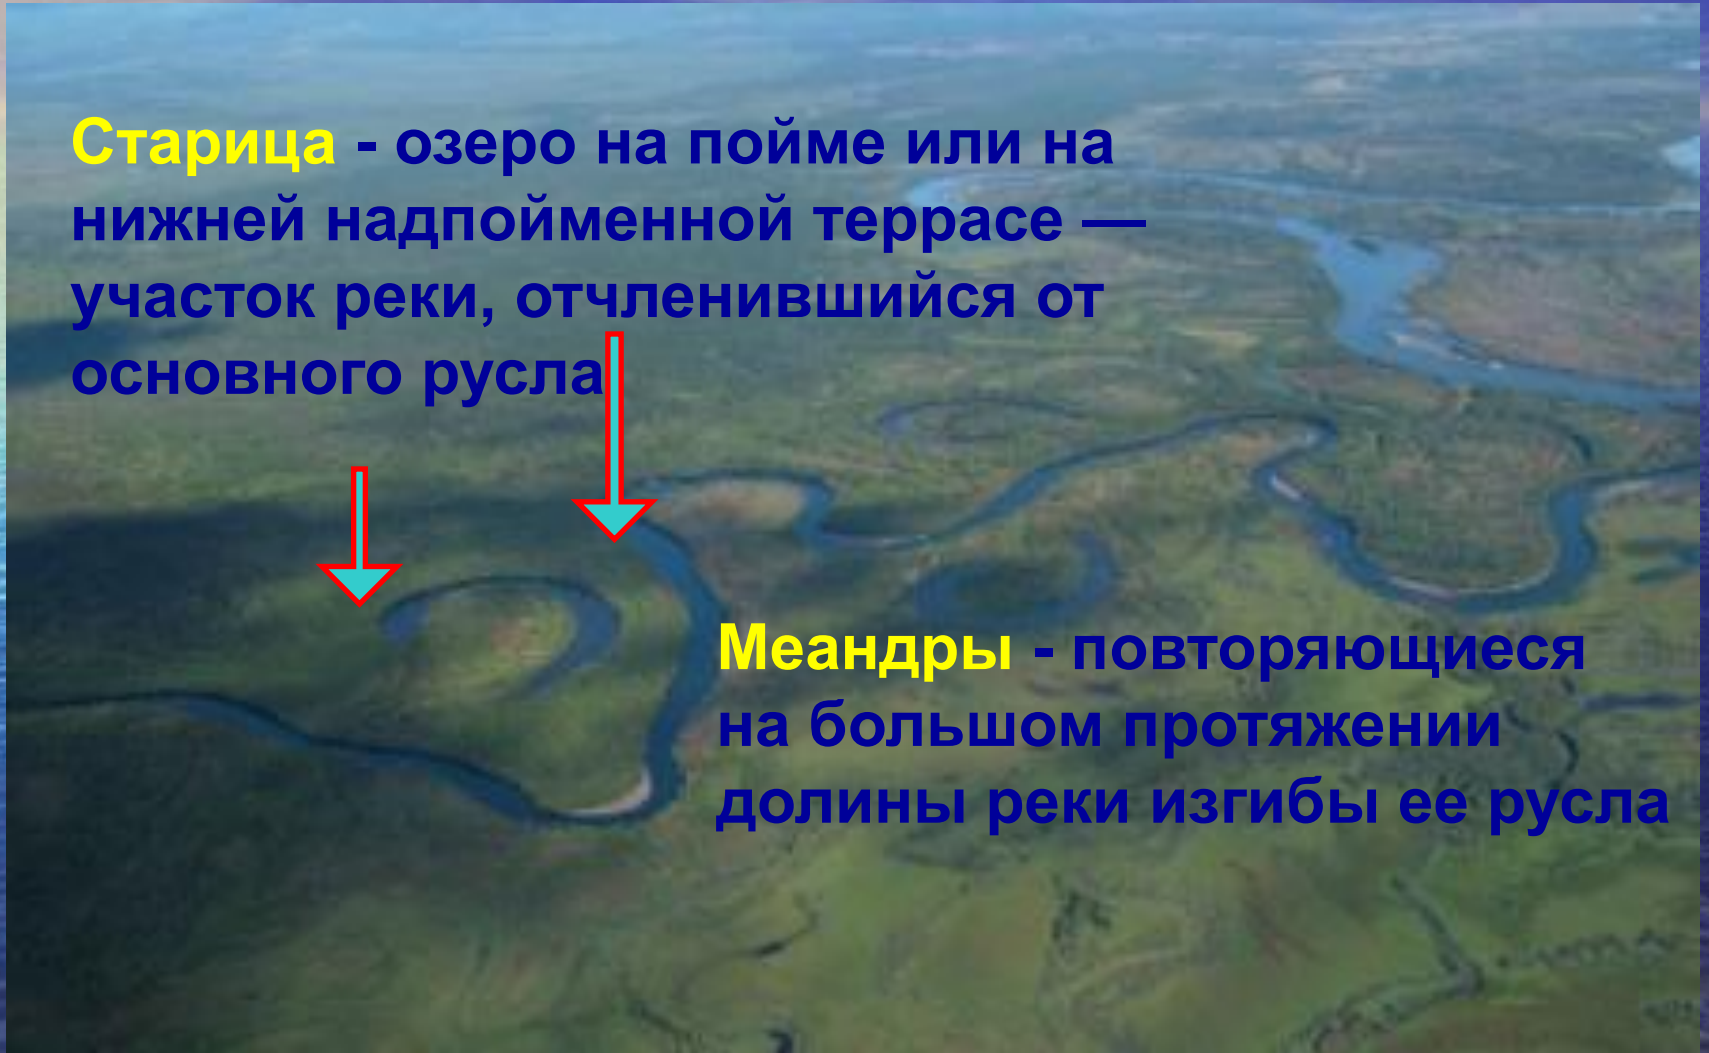 Старица - озеро на пойме или на
нижней надпойменной террасе —
участок реки, отчленившийся от
основного русла
Меандры - повторяющиеся
на большом протяжении
долины реки изгибы ее русла